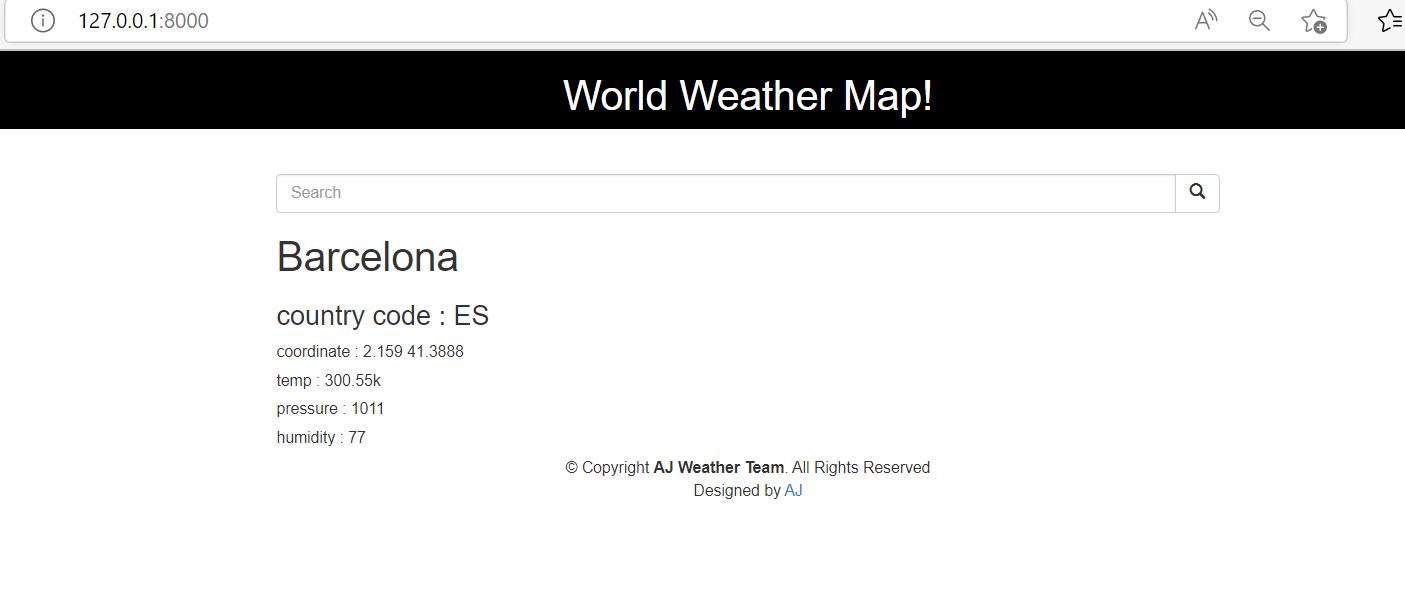 127.0.0.1:8000
World Weather Map!
Search
Barcelona
country code : ES
coordinate : 2.159 41.3888
temp : 300.55k
pressure : 1011
humidity : 77
© Copyright AJ Weather Team. All Rights Reserved
Designed by AJ